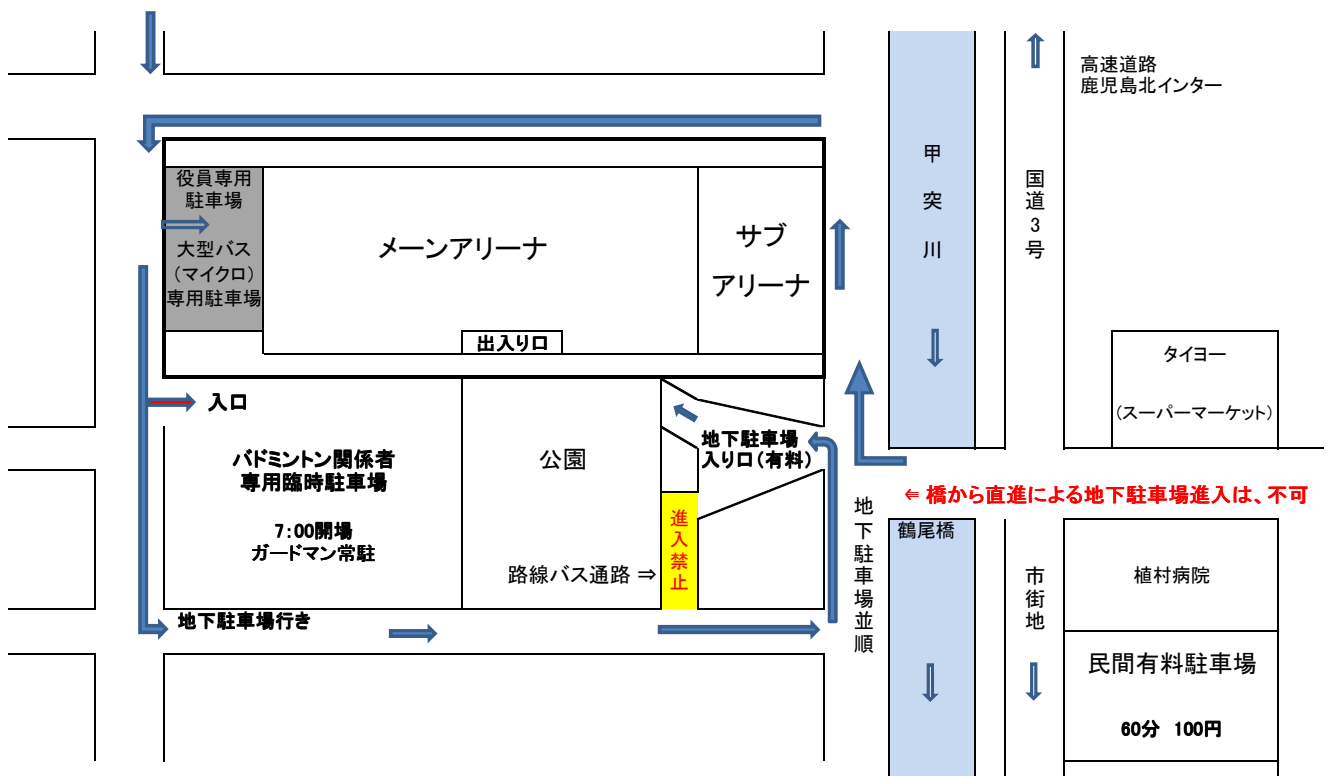 高速道路
鹿児島北インター
甲突川
国道3号
役員専用
駐車場
大型バス
(マイクロ)
専用駐車場
メーンアリーナ
サブ
アリーナ
出入り口
タイヨー
(スーパーマーケット)
入口
バドミントン関係者
専用臨時駐車場
7:00開場
ガードマン常駐
公園
地下駐車場
入り口(有料)
⇐ 橋から直進による地下駐車場進入は、不可
進入禁止
路線バス通路 ⇒
地下駐車場並順
鶴尾橋
市街地
植村病院
地下駐車場行き
民間有料駐車場
60分 100円